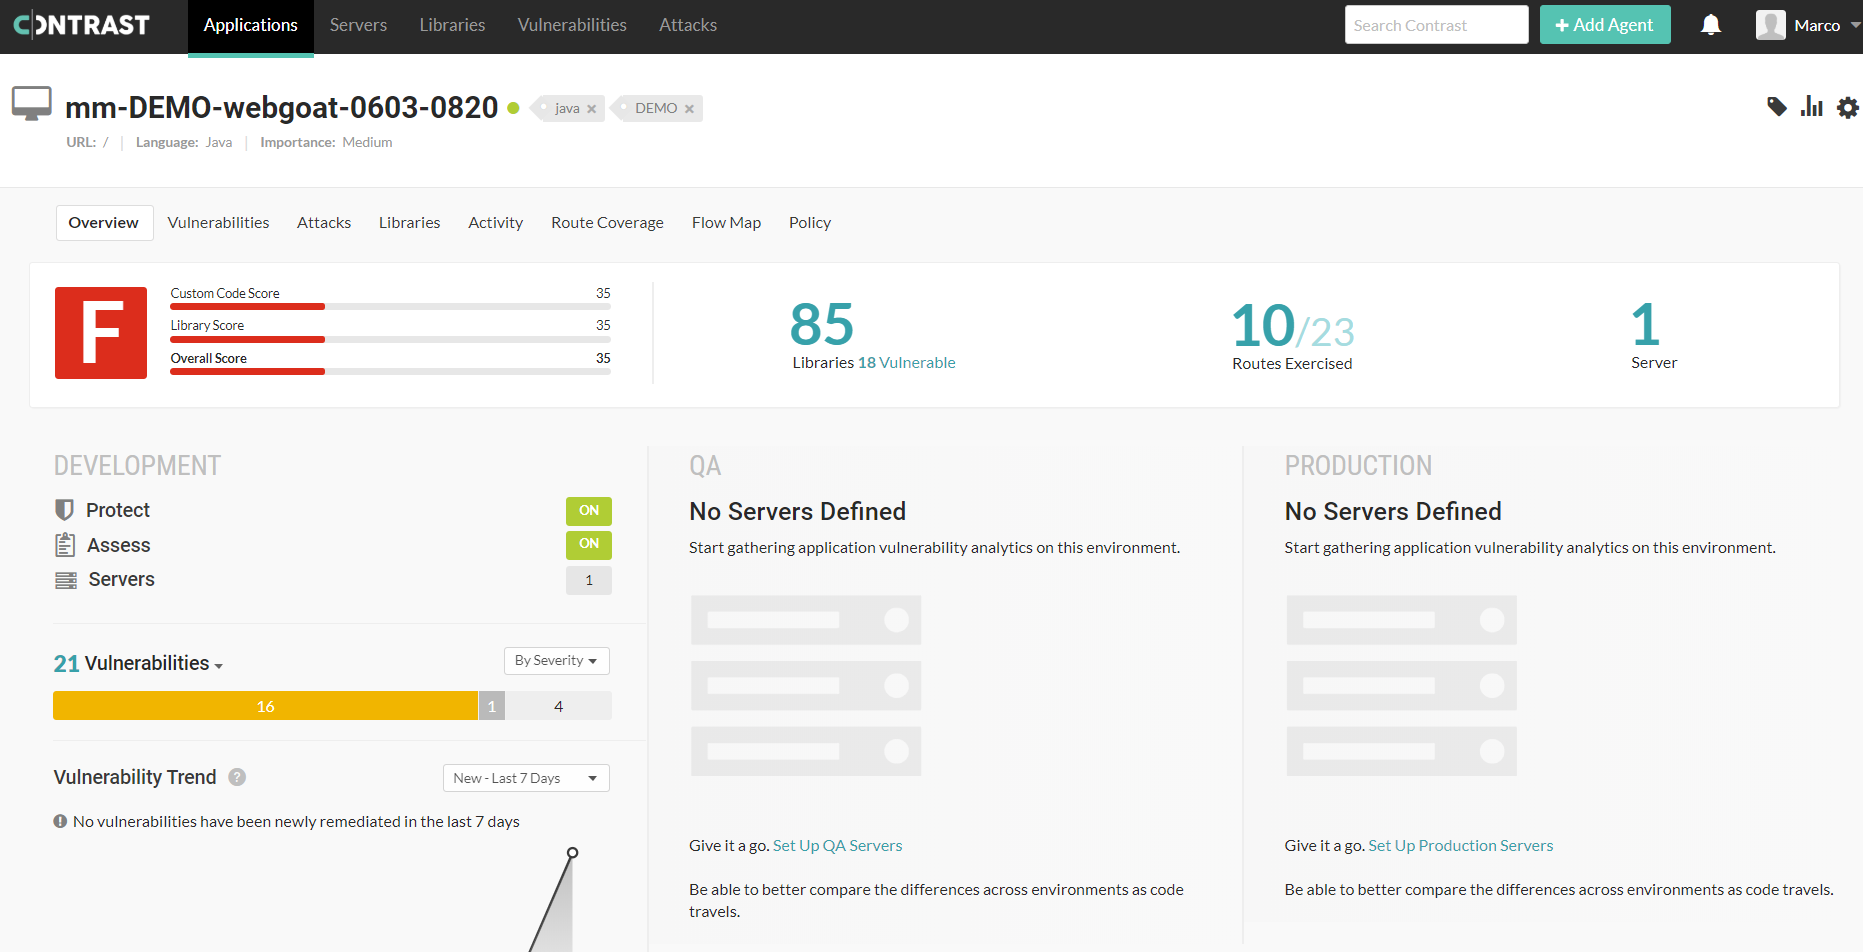 CONTRAST Applications Servers Libraries Vulnerabilities Attacks Search Contrast + Add Agent Marco
mm-DEMO-webgoat-0603-0820 java × DEMO ×
URL: / | Language: Java | Importance: Medium
Overview Vulnerabilities Attacks Libraries Activity Route Coverage Flow Map Policy
F
Custom Code Score 35
Library Score 35
Overall Score 35
85
Libraries 18 Vulnerable
10/23
Routes Exercised
1
Server
DEVELOPMENT
Protect ON
Assess ON
Servers 1
21 Vulnerabilities By Severity
16 1 4
Vulnerability Trend ? New - Last 7 Days
! No vulnerabilities have been newly remediated in the last 7 days
QA
No Servers Defined
Start gathering application vulnerability analytics on this environment.
Give it a go. Set Up QA Servers
Be able to better compare the differences across environments as code
travels.
PRODUCTION
No Servers Defined
Start gathering application vulnerability analytics on this environment.
Give it a go. Set Up Production Servers
Be able to better compare the differences across environments as code travels.